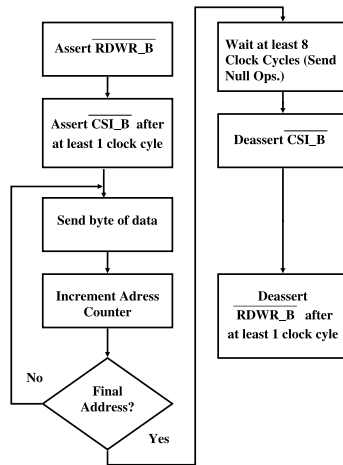 Assert RDWR_B
Assert CSI_B after
at least 1 clock cyle
Send byte of data
Increment Adress
Counter
Final
Address?
No
Yes
Wait at least 8
Clock Cycles (Send
Null Ops.)
Deassert CSI_B
Deassert
RDWR_B after
at least 1 clock cyle